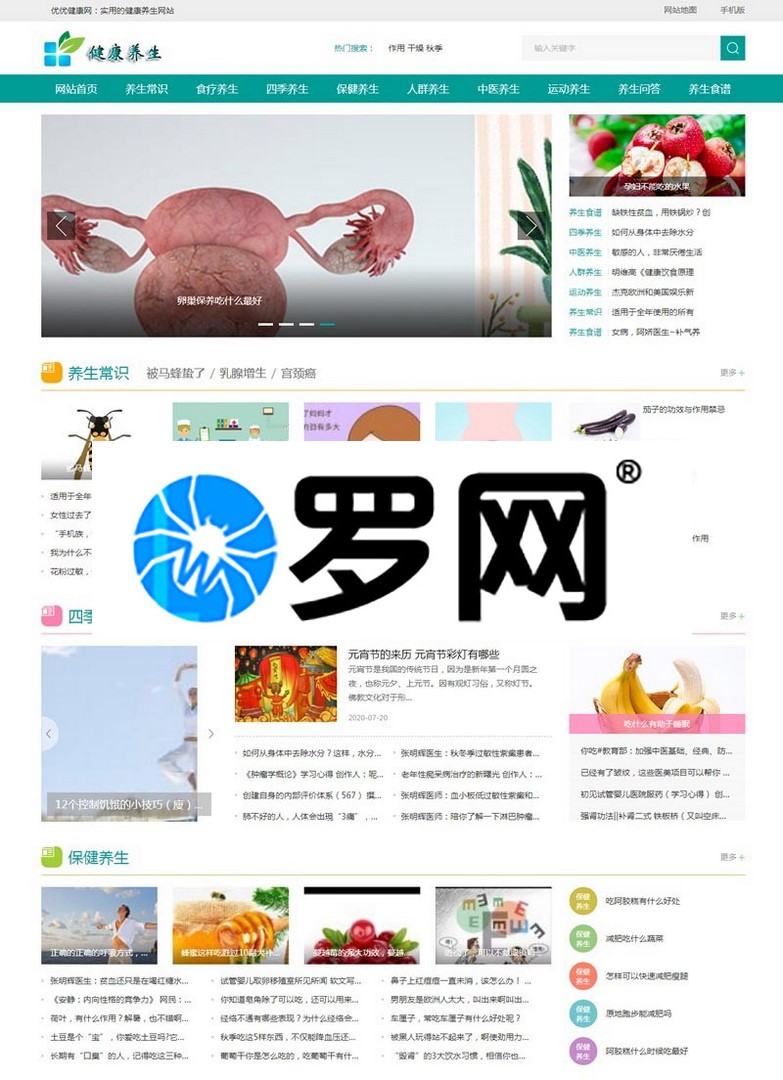 优优健康网：实用的健康养生网站
网站地图 手机版
健康养生
热门搜索： 作用 干燥 秋季
输入关键字
网站首页 养生常识 食疗养生 四季养生 保健养生 人群养生 中医养生 运动养生 养生问答 养生食谱
卵巢保养吃什么最好
孕妇不能吃的水果
养生食谱 缺铁性贫血，用铁锅炒？创
四季养生 如何从身体中去除水分
中医养生 敏感的人，非常厌倦生活
人群养生 胡维高《健康饮食原理
运动养生 杰克欧洲和美国娱乐新
养生常识 适用于全年使用的所有
养生食谱 女病，阿娇医生=补气养
养生常识 被马蜂蛰了 / 乳腺增生 / 宫颈癌
更多 +
茄子的功效与作用禁忌
适用于全年
女性过去了
“手机族，
我为什么不
花粉过敏，
作用
罗网®
四季
更多 +
12个控制饥饿的小技巧（瘦）...
元宵节的来历 元宵节彩灯有哪些
元宵节是我国的传统节日，因为是新年第一个月圆之
夜，也称元夕、上元节。因有观灯习俗，又称灯节。
佛教文化对于形...
2020-07-20
如何从身体中去除水分？这样，水分...
《肿瘤学概论》学习心得 创作人：呢...
创建自身的内部评价体系（567） 撰...
肺不好的人，人体会出现“3痛”，...
张明辉医生：秋冬季过敏性紫癜患者...
老年性痴呆病治疗的新曙光 创作人：...
张明辉医师：血小板低过敏性紫癜和...
张明辉医师：陪你了解一下淋巴肿瘤...
吃什么有助于睡眠
你吃#教育部：加强中医基础、经典、防...
已经有了皱纹，这些医美项目可以帮你 ...
初见试管婴儿医院服药（学习心得） 创...
强肾功法||补肾二式 铁板桥（又叫空床...
保健养生
更多 +
正确的正确的呼吸方式，...
蜂蜜这样吃胜过10副大补...
蔓越莓的强大功效，蔓越...
张明辉医生：贫血还只是在喝红糖水...
《安静：内向性格的竞争力》 网民：...
荷叶，有什么作用？解暑，也不错啊...
土豆是个“宝”，你爱吃土豆吗?它...
长期有“口臭”的人，记得吃这三种...
试管婴儿取卵移殖室所见所闻 软文写...
你知道皂角除了可以吃，还可以用来...
经络不通有哪些表现？为什么经络会...
秋季吃这5样东西，不仅能降血压还...
葡萄干你是怎么吃的，吃葡萄干有什...
鼻子上红痘痘一直未消，该怎么办！ ...
男朋友是欧洲人太大，叫出来啊叫出...
车厘子，常吃车厘子有什么好处呢?
被黑人玩得站不起来了，啊使劲用力...
“毁肾”的3大饮水习惯，相信你也...
保健养生 吃阿胶糕有什么好处
保健养生 减肥吃什么蔬菜
保健养生 怎样可以快速减肥瘦腿
保健养生 原地跑步能减肥吗
保健养生 阿胶糕什么时候吃最好